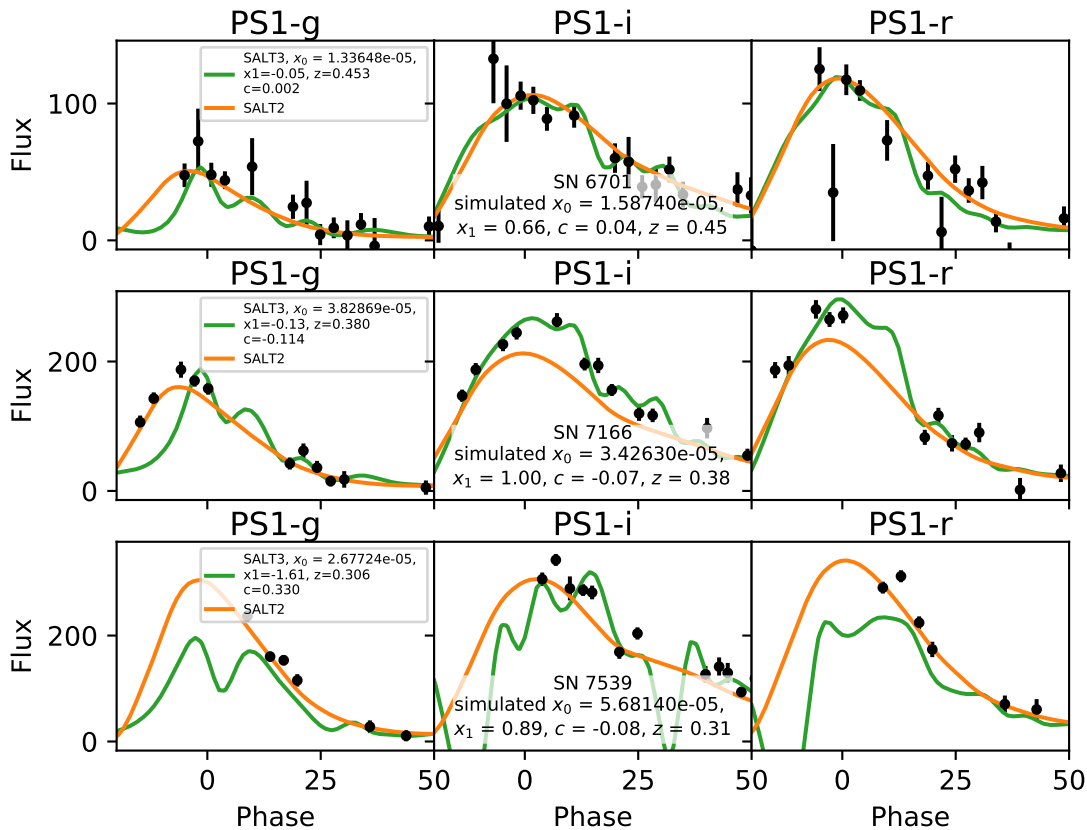 PS1-g PS1-i PS1-r
Flux
100
0
SALT3, x₀ = 1.33648e-05,
x1=-0.05, z=0.453
c=0.002
SALT2
SN 6701
simulated x₀ = 1.58740e-05,
x₁ = 0.66, c = 0.04, z = 0.45
PS1-g PS1-i PS1-r
Flux
200
0
SALT3, x₀ = 3.82869e-05,
x1=-0.13, z=0.380
c=-0.114
SALT2
SN 7166
simulated x₀ = 3.42630e-05,
x₁ = 1.00, c = -0.07, z = 0.38
PS1-g PS1-i PS1-r
Flux
200
0
SALT3, x₀ = 2.67724e-05,
x1=-1.61, z=0.306
c=0.330
SALT2
SN 7539
simulated x₀ = 5.68140e-05,
x₁ = 0.89, c = -0.08, z = 0.31
0 25 50 0 25 50 0 25 50
Phase Phase Phase